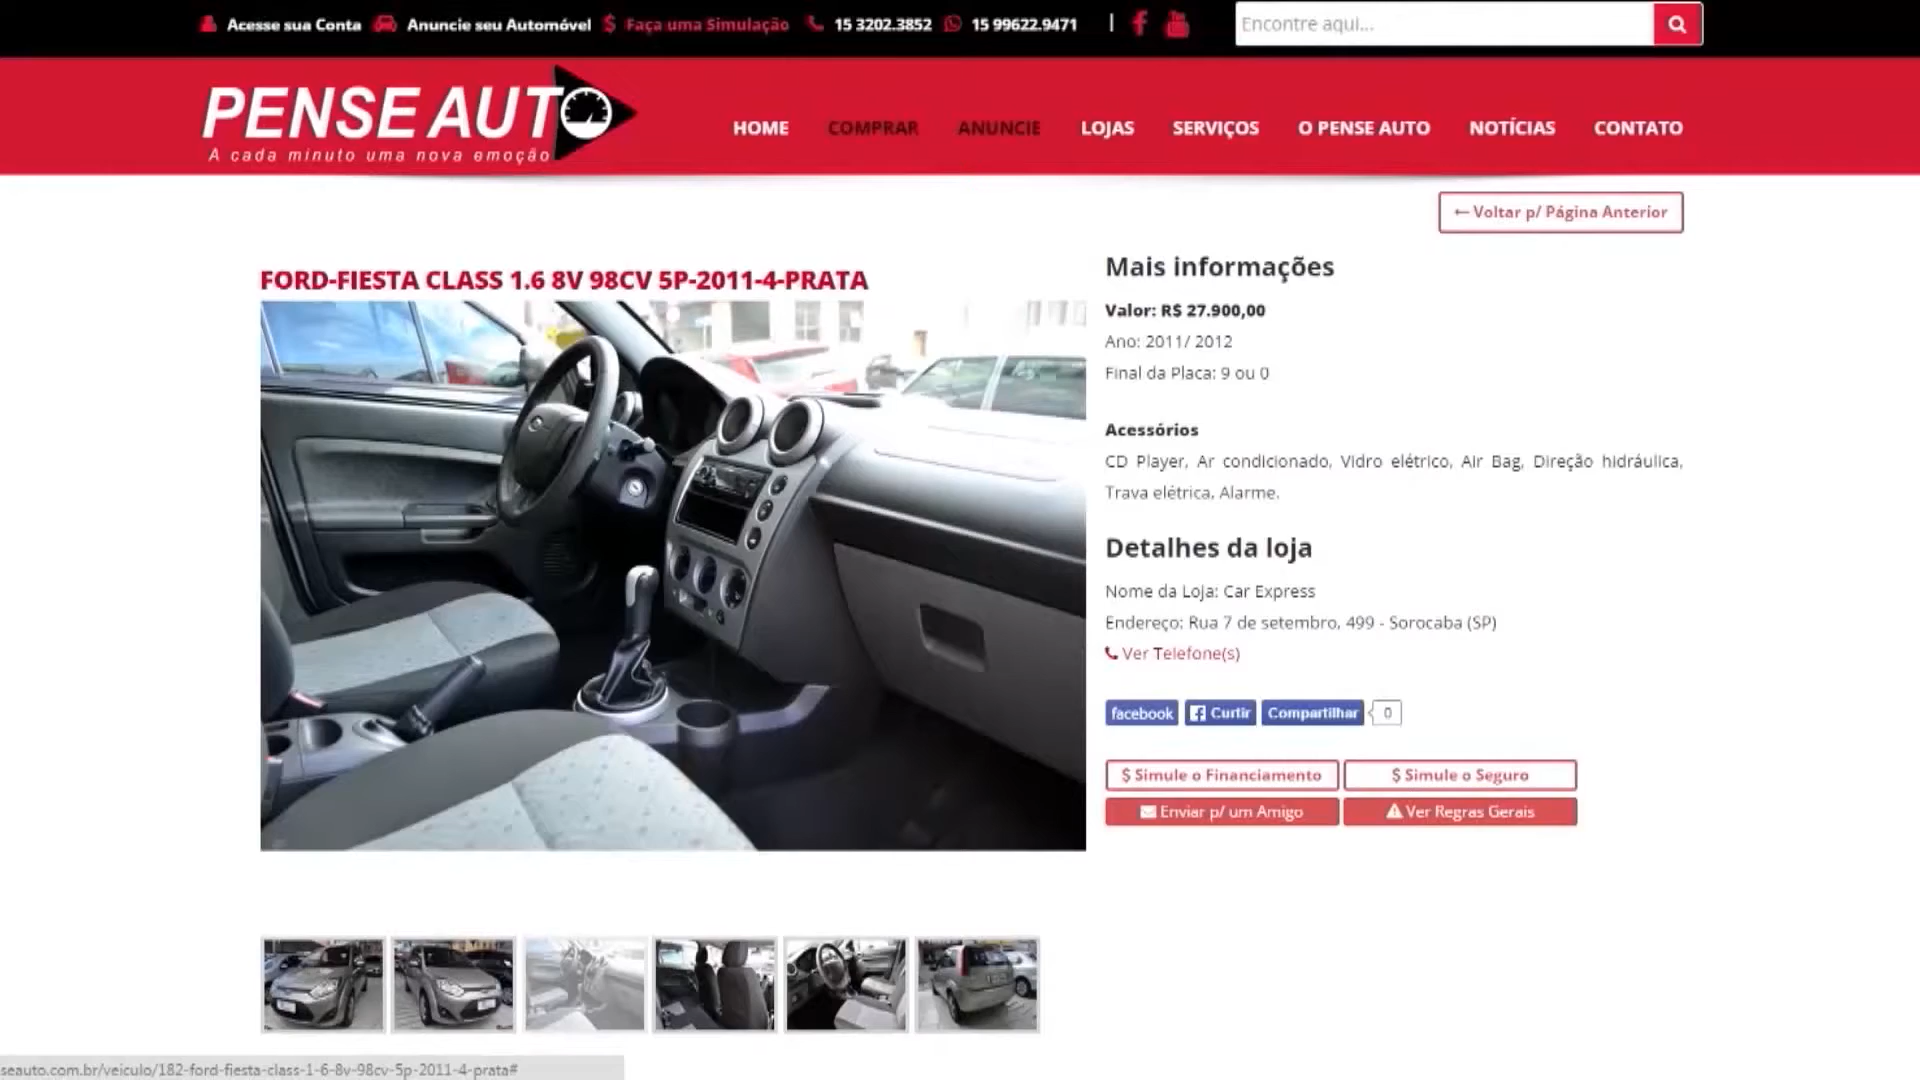 Acesse sua Conta Anuncie seu Automóvel Faça uma Simulação 15 3202.3852 15 99622.9471 Encontre aqui...
PENSE AUTO
A cada minuto uma nova emoção
HOME COMPRAR ANUNCIE LOJAS SERVIÇOS O PENSE AUTO NOTÍCIAS CONTATO
←Voltar p/ Página Anterior
FORD-FIESTA CLASS 1.6 8V 98CV 5P-2011-4-PRATA
Mais informações
Valor: R$ 27.900,00
Ano: 2011/ 2012
Final da Placa: 9 ou 0
Acessórios
CD Player, Ar condicionado, Vidro elétrico, Air Bag, Direção hidráulica,
Trava elétrica, Alarme.
Detalhes da loja
Nome da Loja: Car Express
Endereço: Rua 7 de setembro, 499 - Sorocaba (SP)
Ver Telefone(s)
facebook Curtir Compartilhar 0
$ Simule o Financiamento $ Simule o Seguro
Enviar p/ um Amigo Ver Regras Gerais
seauto.com.br/veiculo/182-ford-fiesta-class-1-6-8v-98cv-5p-2011-4-prata#